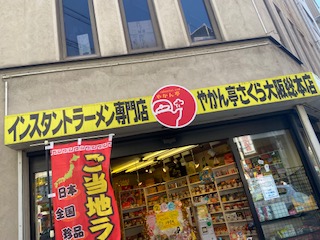 インスタントラーメン専門店
やかん亭
やかん亭さくら大阪総本店
ご当地ラ
日本
全国
珍品